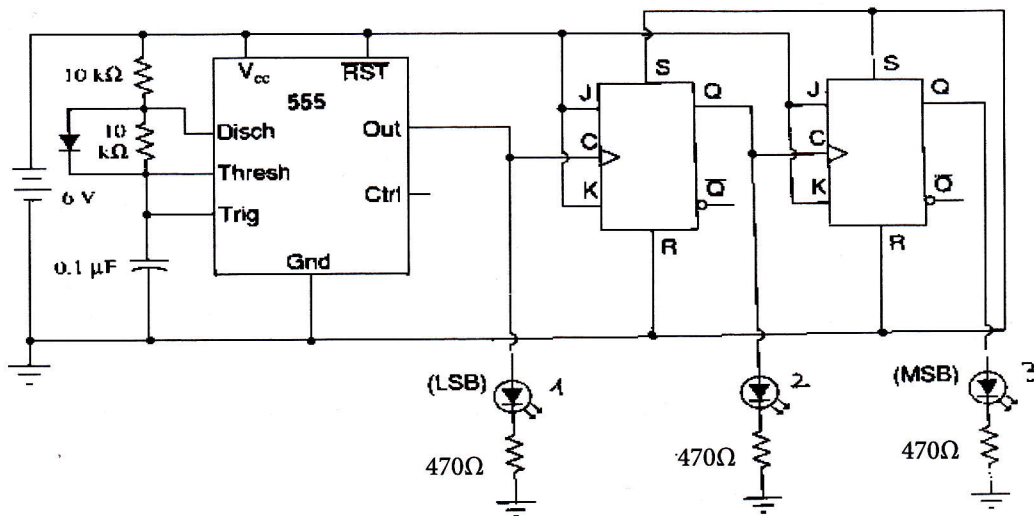 10 kΩ
Vcc
RST
555
10 kΩ
Disch
Out
Thresh
Ctrl
6 V
Trig
0.1 µF
Gnd
S
J
Q
C
K
Q
R
S
J
Q
C
K
Q
R
(LSB)
1
470Ω
2
470Ω
(MSB)
3
470Ω